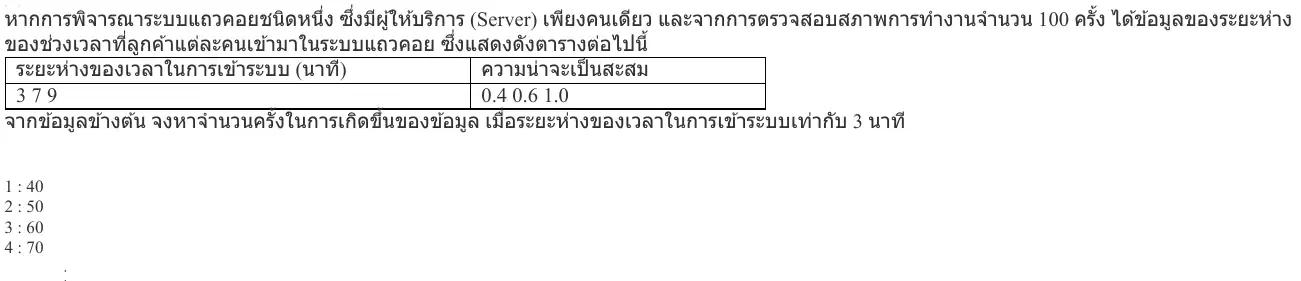 หากการพิจารณาระบบแถวคอยชนิดหนึ่ง ซึ่งมีผู้ให้บริการ (Server) เพียงคนเดียว และจากการตรวจสอบสภาพการทำงานจำนวน 100 ครั้ง ได้ข้อมูลของระยะห่าง
ของช่วงเวลาที่ลูกค้าแต่ละคนเข้ามาในระบบแถวคอย ซึ่งแสดงดังตารางต่อไปนี้
ระยะห่างของเวลาในการเข้าระบบ (นาที) ความน่าจะเป็นสะสม
3 7 9 0.4 0.6 1.0
จากข้อมูลข้างต้น จงหาจำนวนครั้งในการเกิดขึ้นของข้อมูล เมื่อระยะห่างของเวลาในการเข้าระบบเท่ากับ 3 นาที
1 : 40
2 : 50
3 : 60
4 : 70